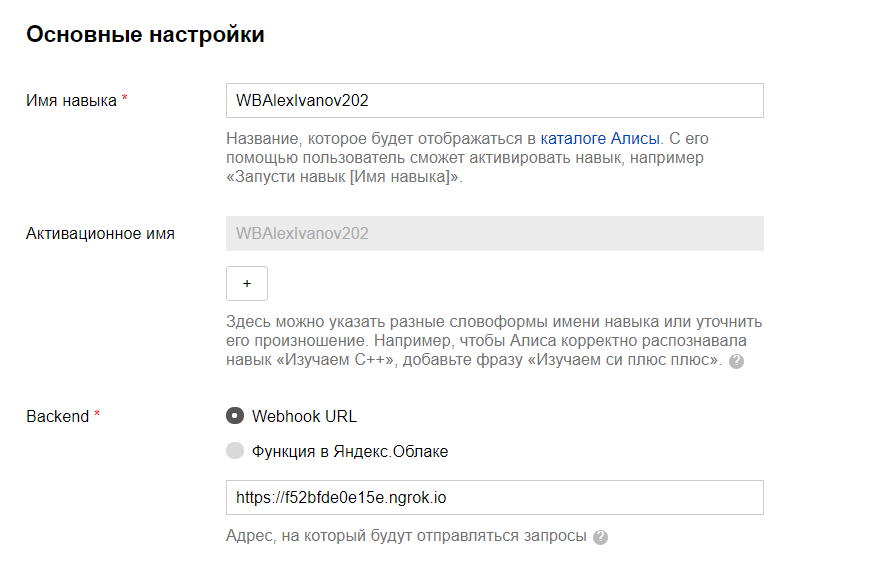 Основные настройки
Имя навыка *
WBAlexIvanov202
Название, которое будет отображаться в каталоге Алисы. С его
помощью пользователь сможет активировать навык, например
«Запусти навык [Имя навыка]».
Активационное имя
WBAlexIvanov202
+
Здесь можно указать разные словоформы имени навыка или уточнить
его произношение. Например, чтобы Алиса корректно распознавала
навык «Изучаем C++», добавьте фразу «Изучаем си плюс плюс». ?
Backend *
Webhook URL
Функция в Яндекс.Облаке
https://f52bfde0e15e.ngrok.io
Адрес, на который будут отправляться запросы ?